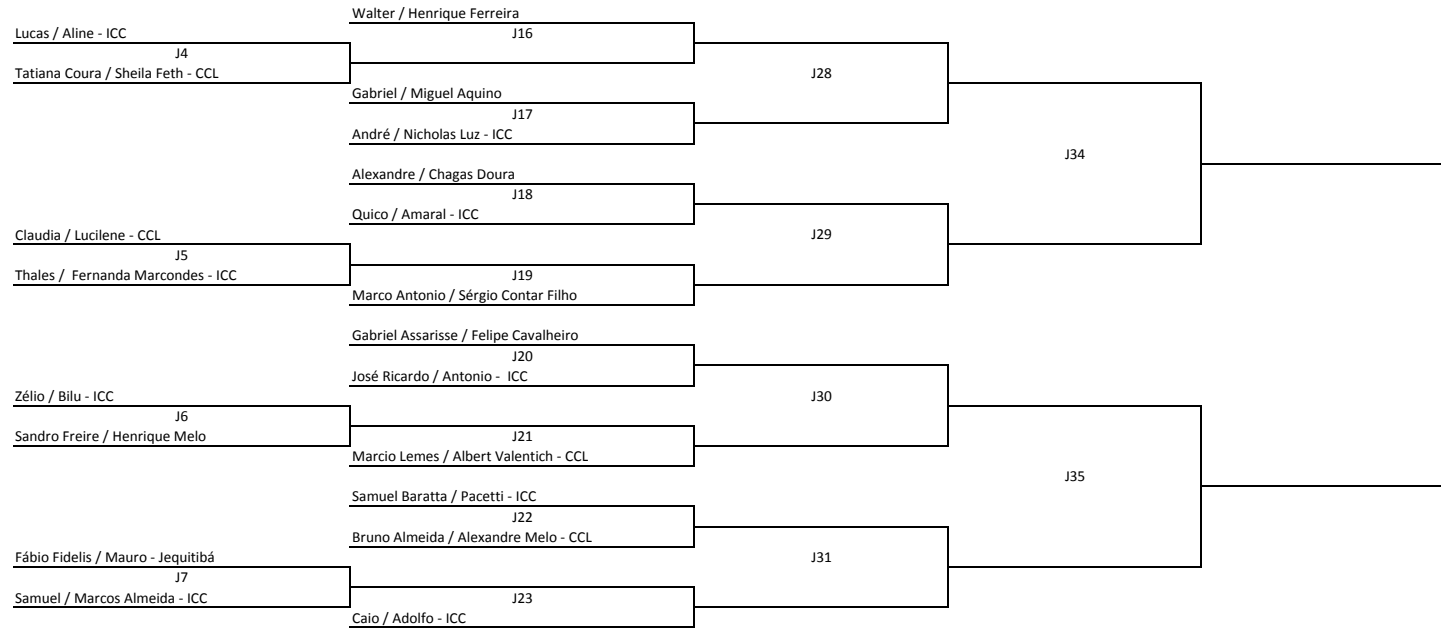 Walter / Henrique Ferreira
Lucas / Aline - ICC
J16
J4
Tatiana Coura / Sheila Feth - CCL
J28
Gabriel / Miguel Aquino
J17
André / Nicholas Luz - ICC
J34
Alexandre / Chagas Doura
J18
Quico / Amaral - ICC
Claudia / Lucilene - CCL
J29
J5
Thales /  Fernanda Marcondes - ICC
J19
Marco Antonio / Sérgio Contar Filho
Gabriel Assarisse / Felipe Cavalheiro
J20
José Ricardo / Antonio -  ICC
Zélio / Bilu - ICC
J30
J6
Sandro Freire / Henrique Melo
J21
Marcio Lemes / Albert Valentich - CCL
J35
Samuel Baratta / Pacetti - ICC
J22
Bruno Almeida / Alexandre Melo - CCL
Fábio Fidelis / Mauro - Jequitibá
J31
J7
Samuel / Marcos Almeida - ICC
J23
Caio / Adolfo - ICC